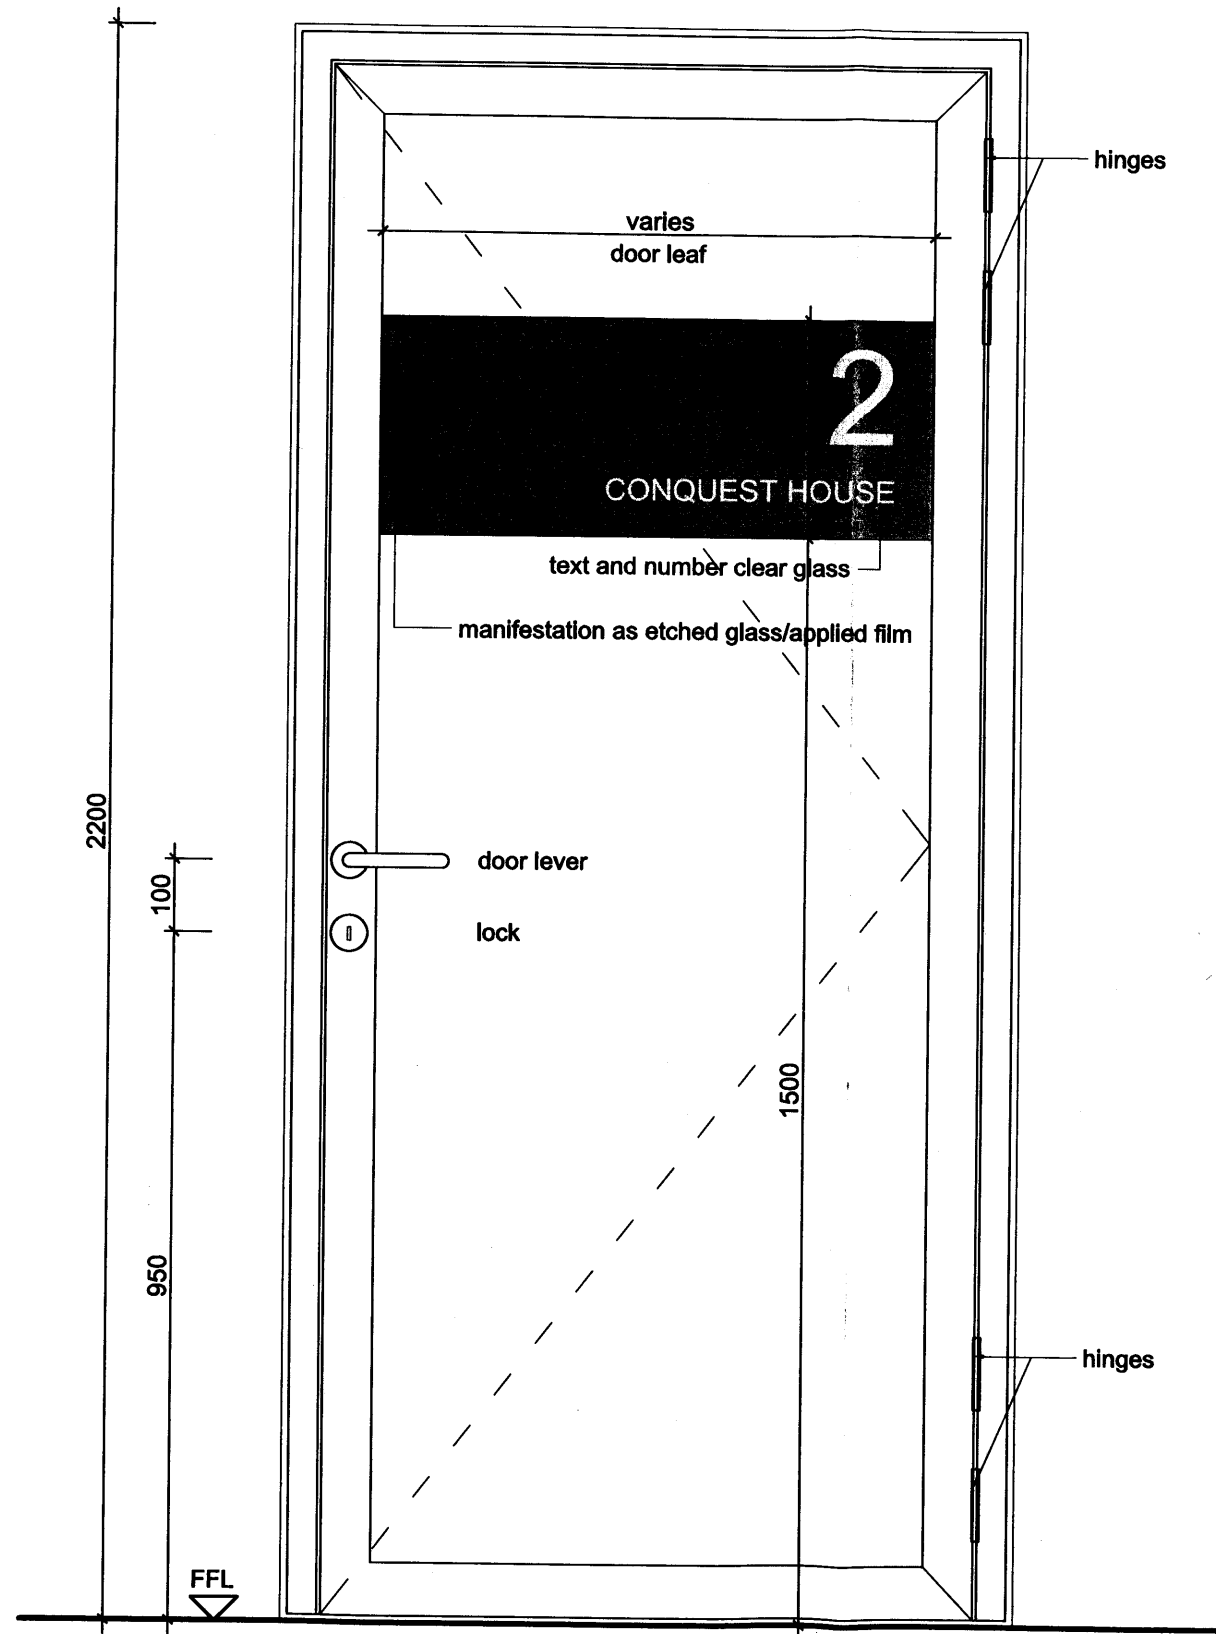 hinges
varies
door leaf
2
CONQUEST HOUSE
text and number clear glass
manifestation as etched glass/applied film
2200
100
door lever
lock
1500
950
hinges
FFL